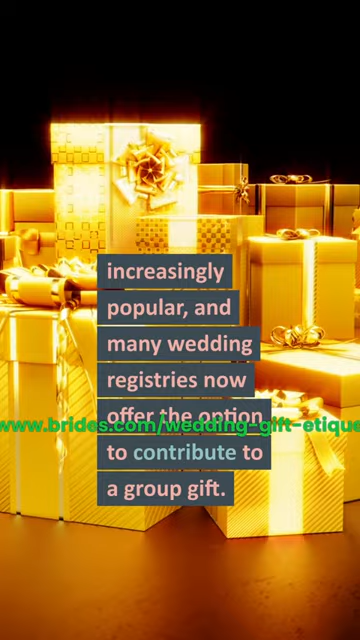 increasingly
popular, and
many wedding
registries now
offer the option
www.brides.com/wedding-gift-etique
to contribute to
a group gift.